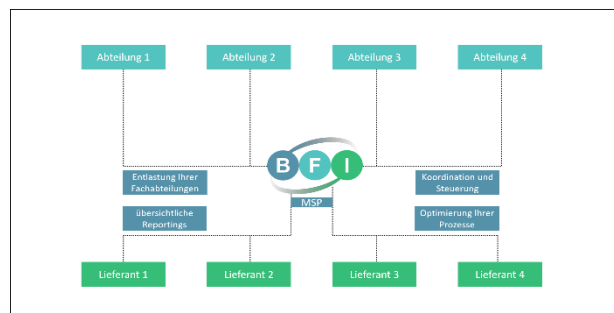 Abteilung 1 Abteilung 2 Abteilung 3 Abteilung 4
B F I
Entlastung Ihrer
Fachabteilungen
Koordination und
Steuerung
MSP
übersichtliche
Reportings
Optimierung Ihrer
Prozesse
Lieferant 1 Lieferant 2 Lieferant 3 Lieferant 4